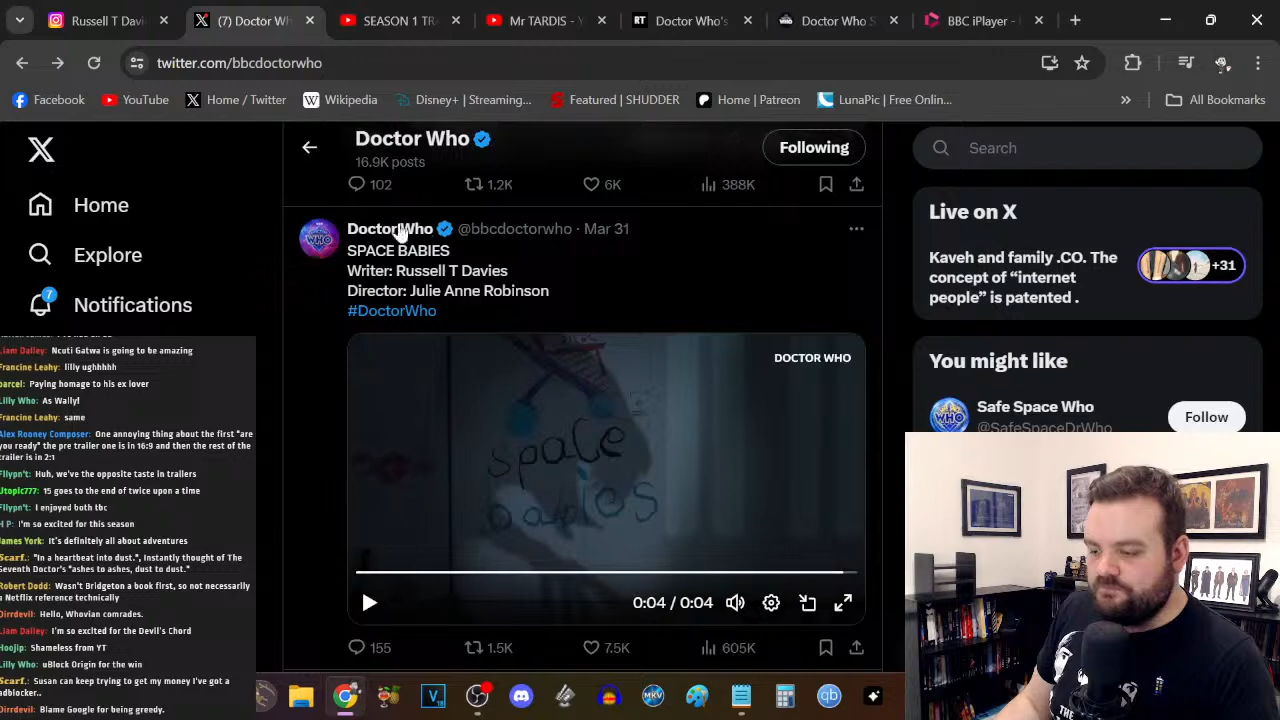 Russell T Davi
(7) Doctor Wh
SEASON 1 TR
Mr TARDIS - Y
Doctor Who's
Doctor Who S
BBC iPlayer -
twitter.com/bbcdoctorwho
Facebook
YouTube
Home / Twitter
Wikipedia
Disney+ | Streaming...
Featured | SHUDDER
Home | Patreon
LunaPic | Free Onlin...
All Bookmarks
Home
Explore
7
Notifications
Doctor Who
16.9K posts
Following
102
1.2K
6K
388K
Doctor Who @bbcdoctorwho · Mar 31
SPACE BABIES
Writer: Russell T Davies
Director: Julie Anne Robinson
#DoctorWho
DOCTOR WHO
space
babies
0:04 / 0:04
155
1.5K
7.5K
605K
Search
Live on X
Kaveh and family .CO. The
concept of “internet
people” is patented .
+31
You might like
Safe Space Who
@SafeSpaceDrWho
Follow
Liam Dalley: Ncuti Gatwa is going to be amazing
Francine Leahy: lilly ughhhhh
parcel: Paying homage to his ex lover
Lilly Who: As Wally!
Francine Leahy: same
Alex Rooney Composer: One annoying thing about the first "are
you ready" the pre trailer one is in 16:9 and then the rest of the
trailer is in 2:1
Fllypn't: Huh, we've the opposite taste in trailers
Utopic777: 15 goes to the end of twice upon a time
Fllypn't: I enjoyed both tbc
H P: I'm so excited for this season
James York: It's definitely all about adventures
Scarf.: "In a heartbeat into dust.", Instantly thought of The
Seventh Doctor's "ashes to ashes, dust to dust."
Robert Dodd: Wasn't Bridgeton a book first, so not necessarily
a Netflix reference technically
Dirrdevil: Hello, Whovian comrades.
Liam Dalley: I'm so excited for the Devil's Chord
Hoojip: Shameless from YT
Lilly Who: uBlock Origin for the win
Scarf.: Susan can keep trying to get my money I've got a
adblocker..
Dirrdevil: Blame Google for being greedy.